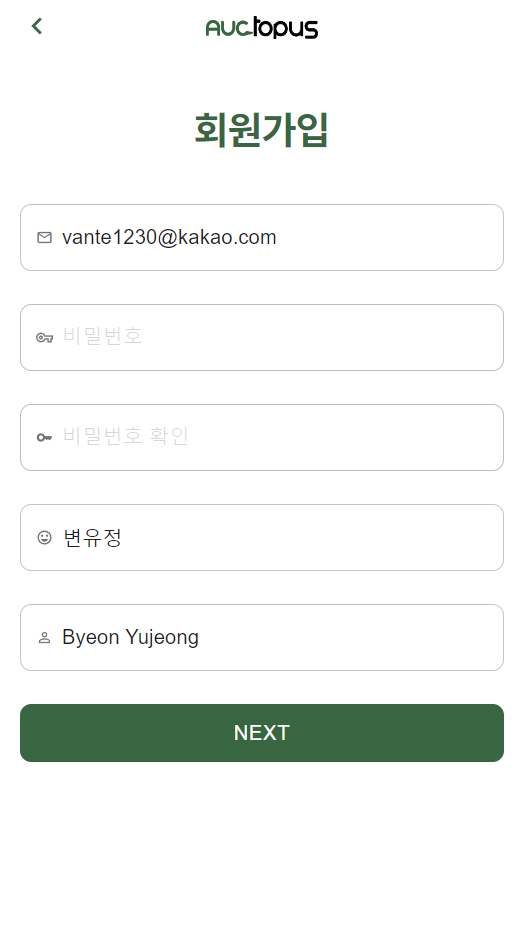 Auctopus
회원가입
vante1230@kakao.com
비밀번호
비밀번호 확인
변유정
Byeon Yujeong
NEXT